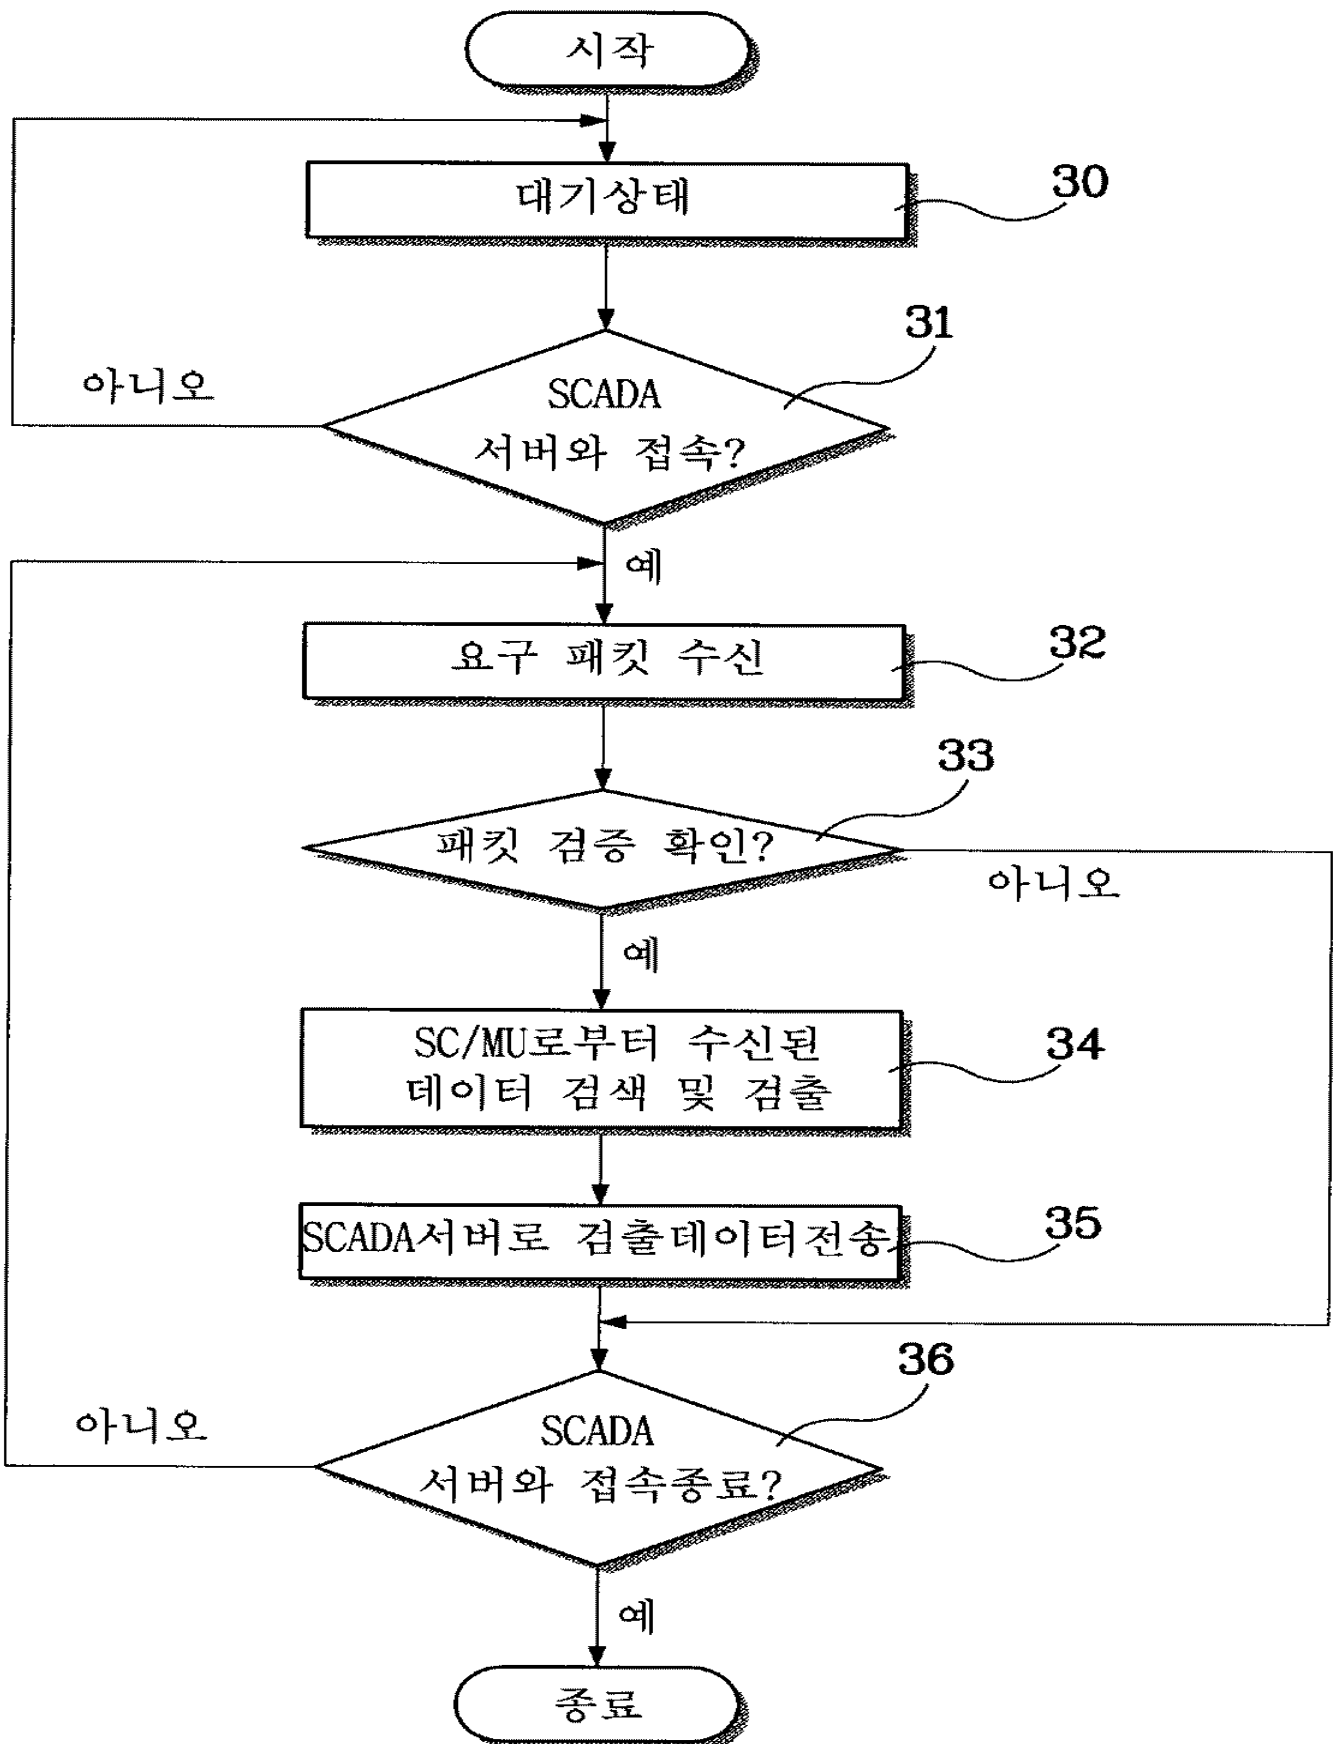 시작
대기상태
30
31
아니오
SCADA
서버와 접속?
예
요구 패킷 수신
32
33
패킷 검증 확인?
아니오
예
SC/MU로부터 수신된
데이터 검색 및 검출
34
SCADA서버로 검출데이터전송
35
36
아니오
SCADA
서버와 접속종료?
예
종료